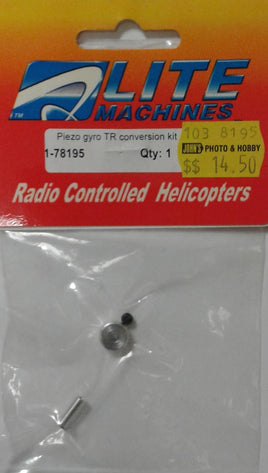 LITE
MACHINES
TM
Piezo gyro TR conversion kit
1-78195 Qty: 1
103 8195
JOHN'S PHOTO & HOBBY
$$ 14.50
Radio Controlled Helicopters